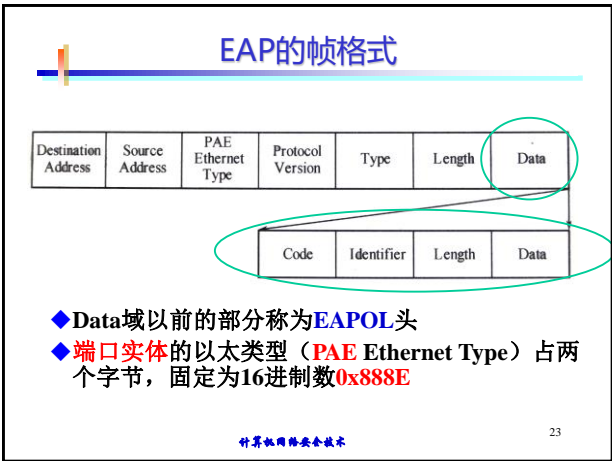 EAP的帧格式
Destination Address
Source Address
PAE Ethernet Type
Protocol Version
Type
Length
Data
Code
Identifier
Length
Data
◆Data域以前的部分称为EAPOL头
◆端口实体的以太类型（PAE Ethernet Type）占两
个字节，固定为16进制数0x888E
计算机网络安全技术
23